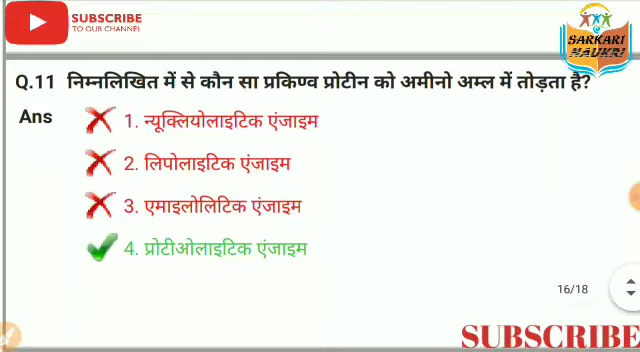 SUBSCRIBE
TO OUR CHANNEL
SARKARI
NAUKRI
Q.11 निम्नलिखित में से कौन सा प्रकिण्व प्रोटीन को अमीनो अम्ल में तोड़ता है?
Ans
1. न्यूक्लियोलाइटिक एंजाइम
2. लिपोलाइटिक एंजाइम
3. एमाइलोलिटिक एंजाइम
4. प्रोटीओलाइटिक एंजाइम
16/18
SUBSCRIBE